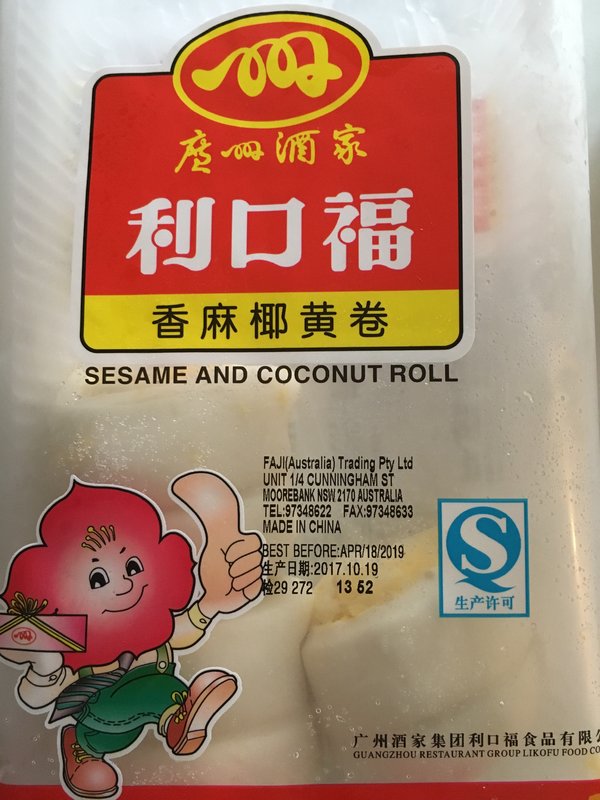 廣州酒家
利口福
香麻椰黄卷
SESAME AND COCONUT ROLL
FAJI(Australia) Trading Pty Ltd
UNIT 1/4 CUNNINGHAM ST
MOOREBANK NSW 2170 AUSTRALIA
TEL:97348622 FAX:97348633
MADE IN CHINA
BEST BEFORE:APR/18/2019
生产日期:2017.10.19
检29 272 13 52
S
生产许可
广州酒家集团利口福食品有限
GUANGZHOU RESTAURANT GROUP LIKOFU FOOD CO